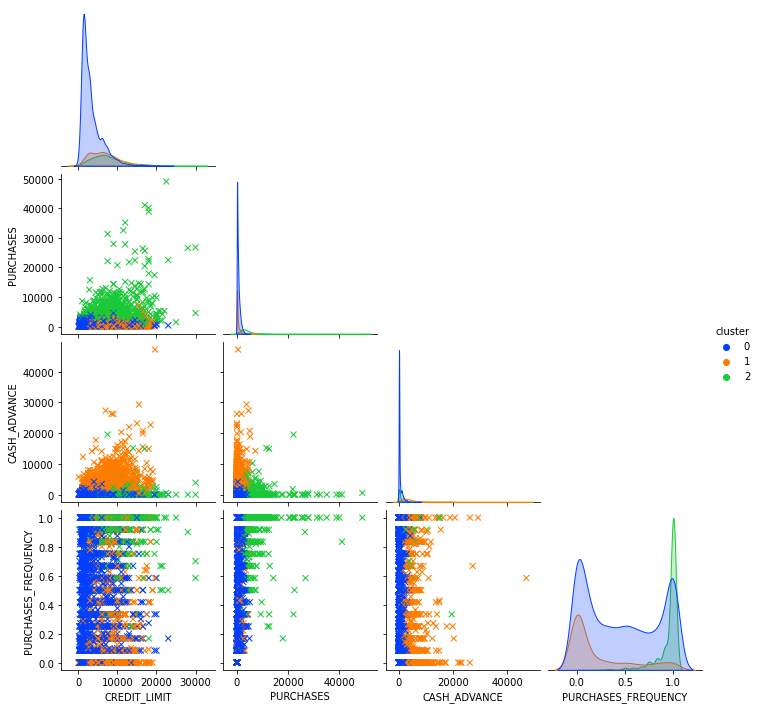 50000
40000
30000
20000
10000
0
PURCHASES
cluster
0
1
2
40000
30000
20000
10000
0
CASH_ADVANCE
1.0
0.8
0.6
0.4
0.2
0.0
PURCHASES_FREQUENCY
0 10000 20000 30000
0 20000 40000
0 20000 40000
0.0 0.5 1.0
CREDIT_LIMIT
PURCHASES
CASH_ADVANCE
PURCHASES_FREQUENCY